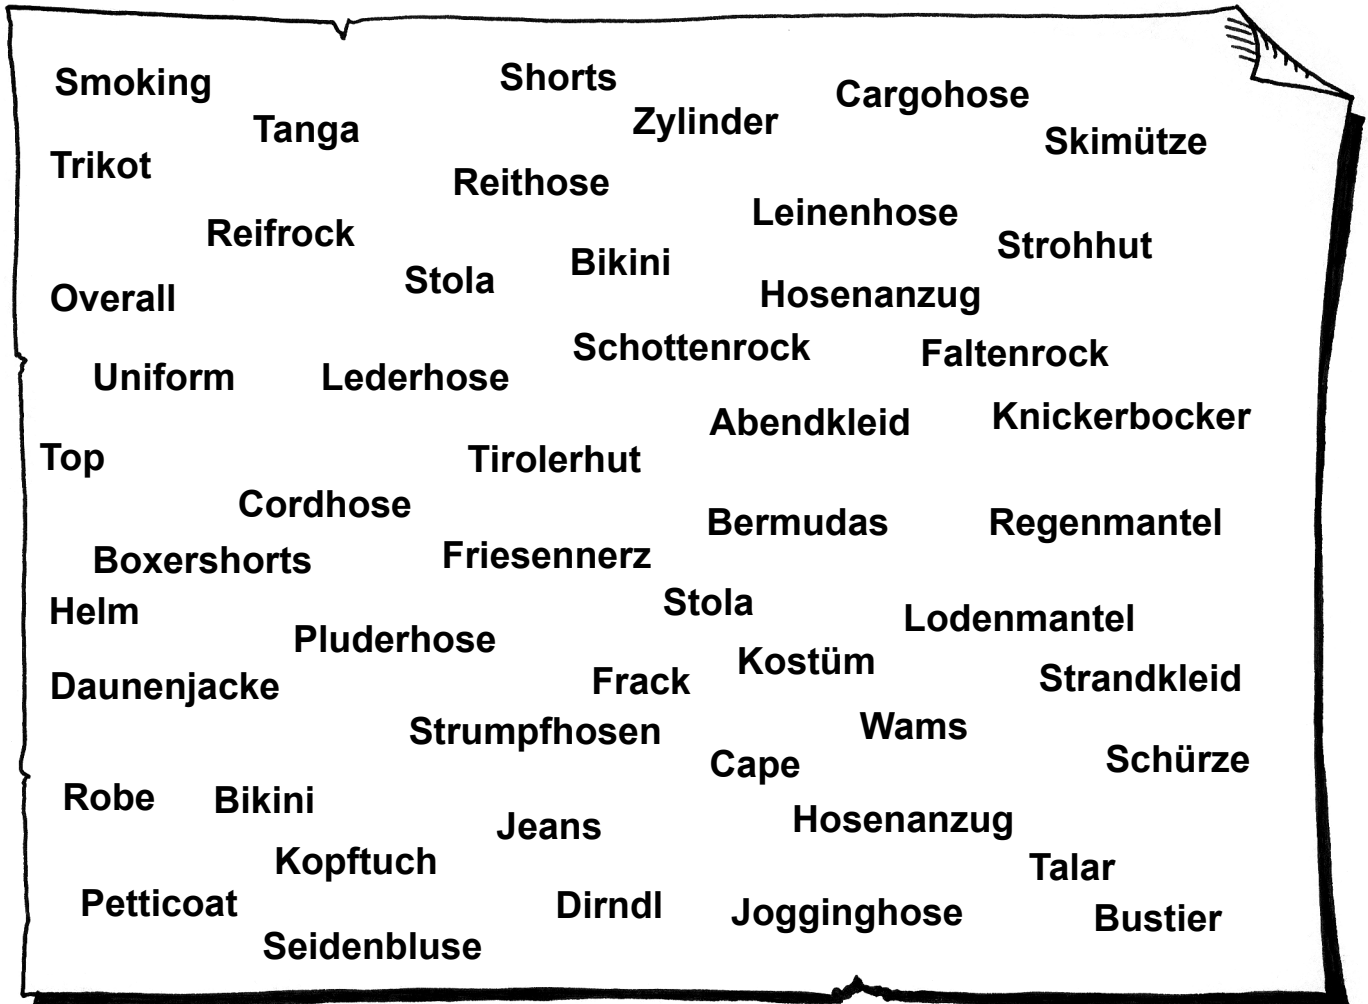 Smoking
Shorts
Cargohose
Tanga
Zylinder
Skimütze
Trikot
Reithose
Leinenhose
Reifrock
Strohhut
Bikini
Stola
Overall
Hosenanzug
Schottenrock
Faltenrock
Uniform
Lederhose
Abendkleid
Knickerbocker
Top
Tirolerhut
Cordhose
Bermudas
Regenmantel
Boxershorts
Friesennerz
Helm
Stola
Lodenmantel
Pluderhose
Kostüm
Daunenjacke
Frack
Strandkleid
Strumpfhosen
Wams
Cape
Schürze
Robe
Bikini
Jeans
Hosenanzug
Kopftuch
Talar
Petticoat
Dirndl
Jogginghose
Bustier
Seidenbluse